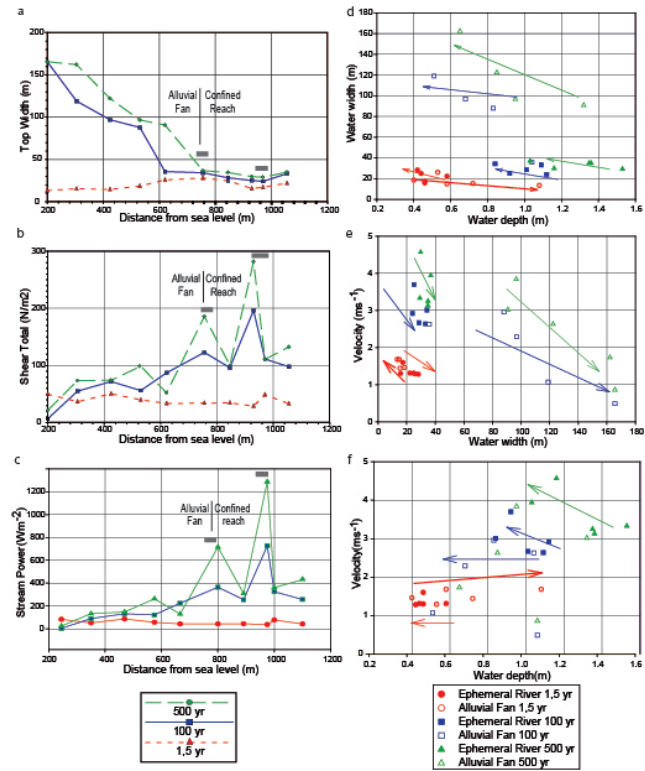 a
Top Width (m)
200
150
100
50
0
Alluvial Fan
Confined Reach
200 400 600 800 1000 1200
Distance from sea level (m)
b
Shear Total (N/m2)
300
200
100
0
Alluvial Fan
Confined Reach
200 400 600 800 1000 1200
Distance from sea level (m)
c
Stream Power(Wm-2)
1200
1000
800
600
400
200
0
Alluvial Fan
Confined reach
200 400 600 800 1000 1200
Distance from sea level (m)
500 yr
100 yr
1,5 yr
d
Water width (m)
180
160
140
120
100
80
60
40
20
0
0.2 0.4 0.6 0.8 1.0 1.2 1.4 1.6
Water depth (m)
e
Velocity (ms-1)
5
4
3
2
1
0
0 20 40 60 80 100 120 140 160 180
Water width (m)
f
Velocity(ms-1)
5
4
3
2
1
0
0.2 0.4 0.6 0.8 1.0 1.2 1.4 1.6
Water depth(m)
Ephemeral River 1,5 yr
Alluvial Fan 1,5 yr
Ephemeral River 100 yr
Alluvial Fan 100 yr
Ephemeral River 500 yr
Alluvial Fan 500 yr